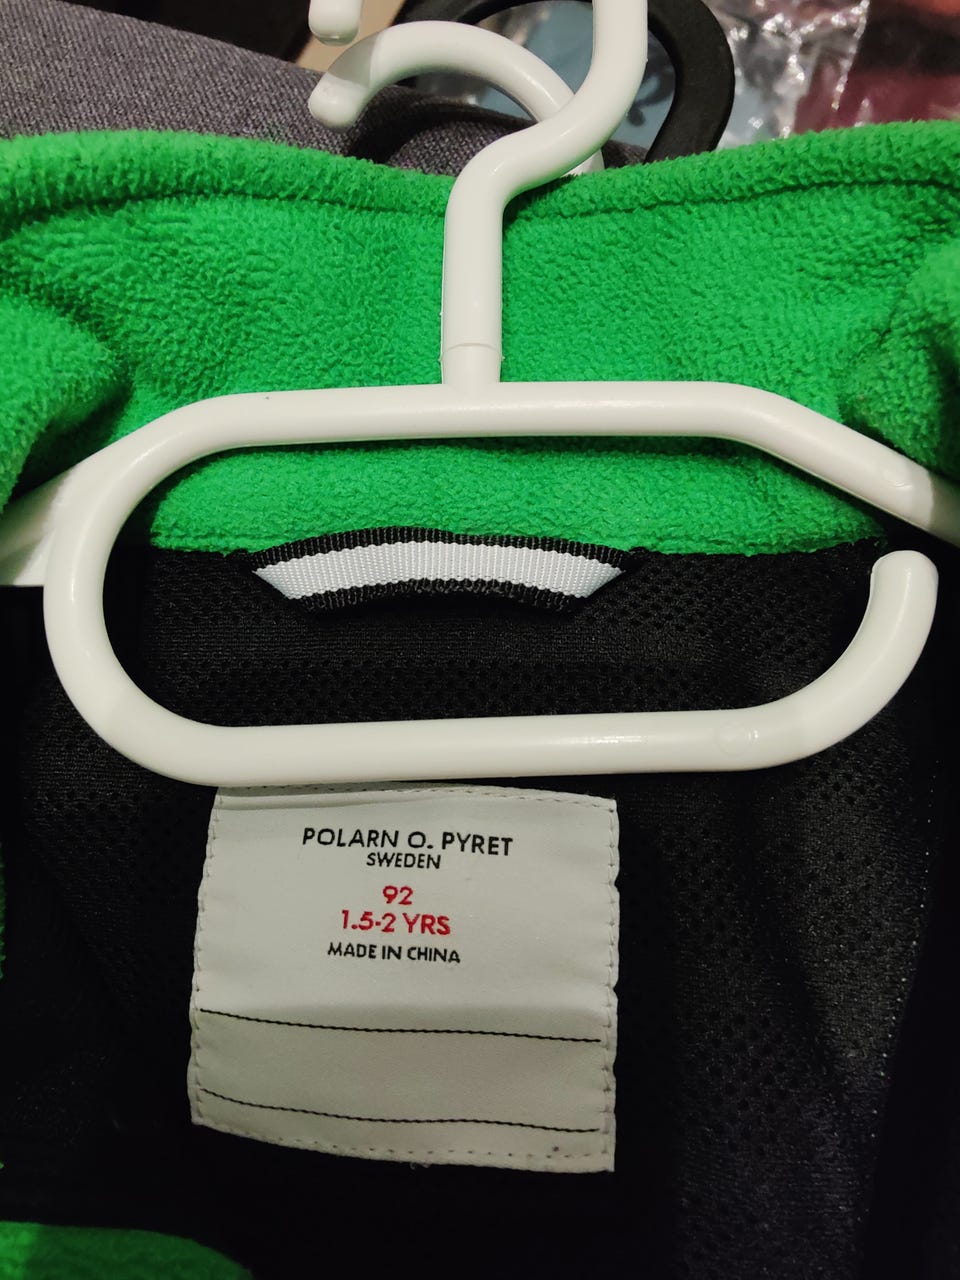 POLARN O. PYRET
SWEDEN
92
1.5-2 YRS
MADE IN CHINA